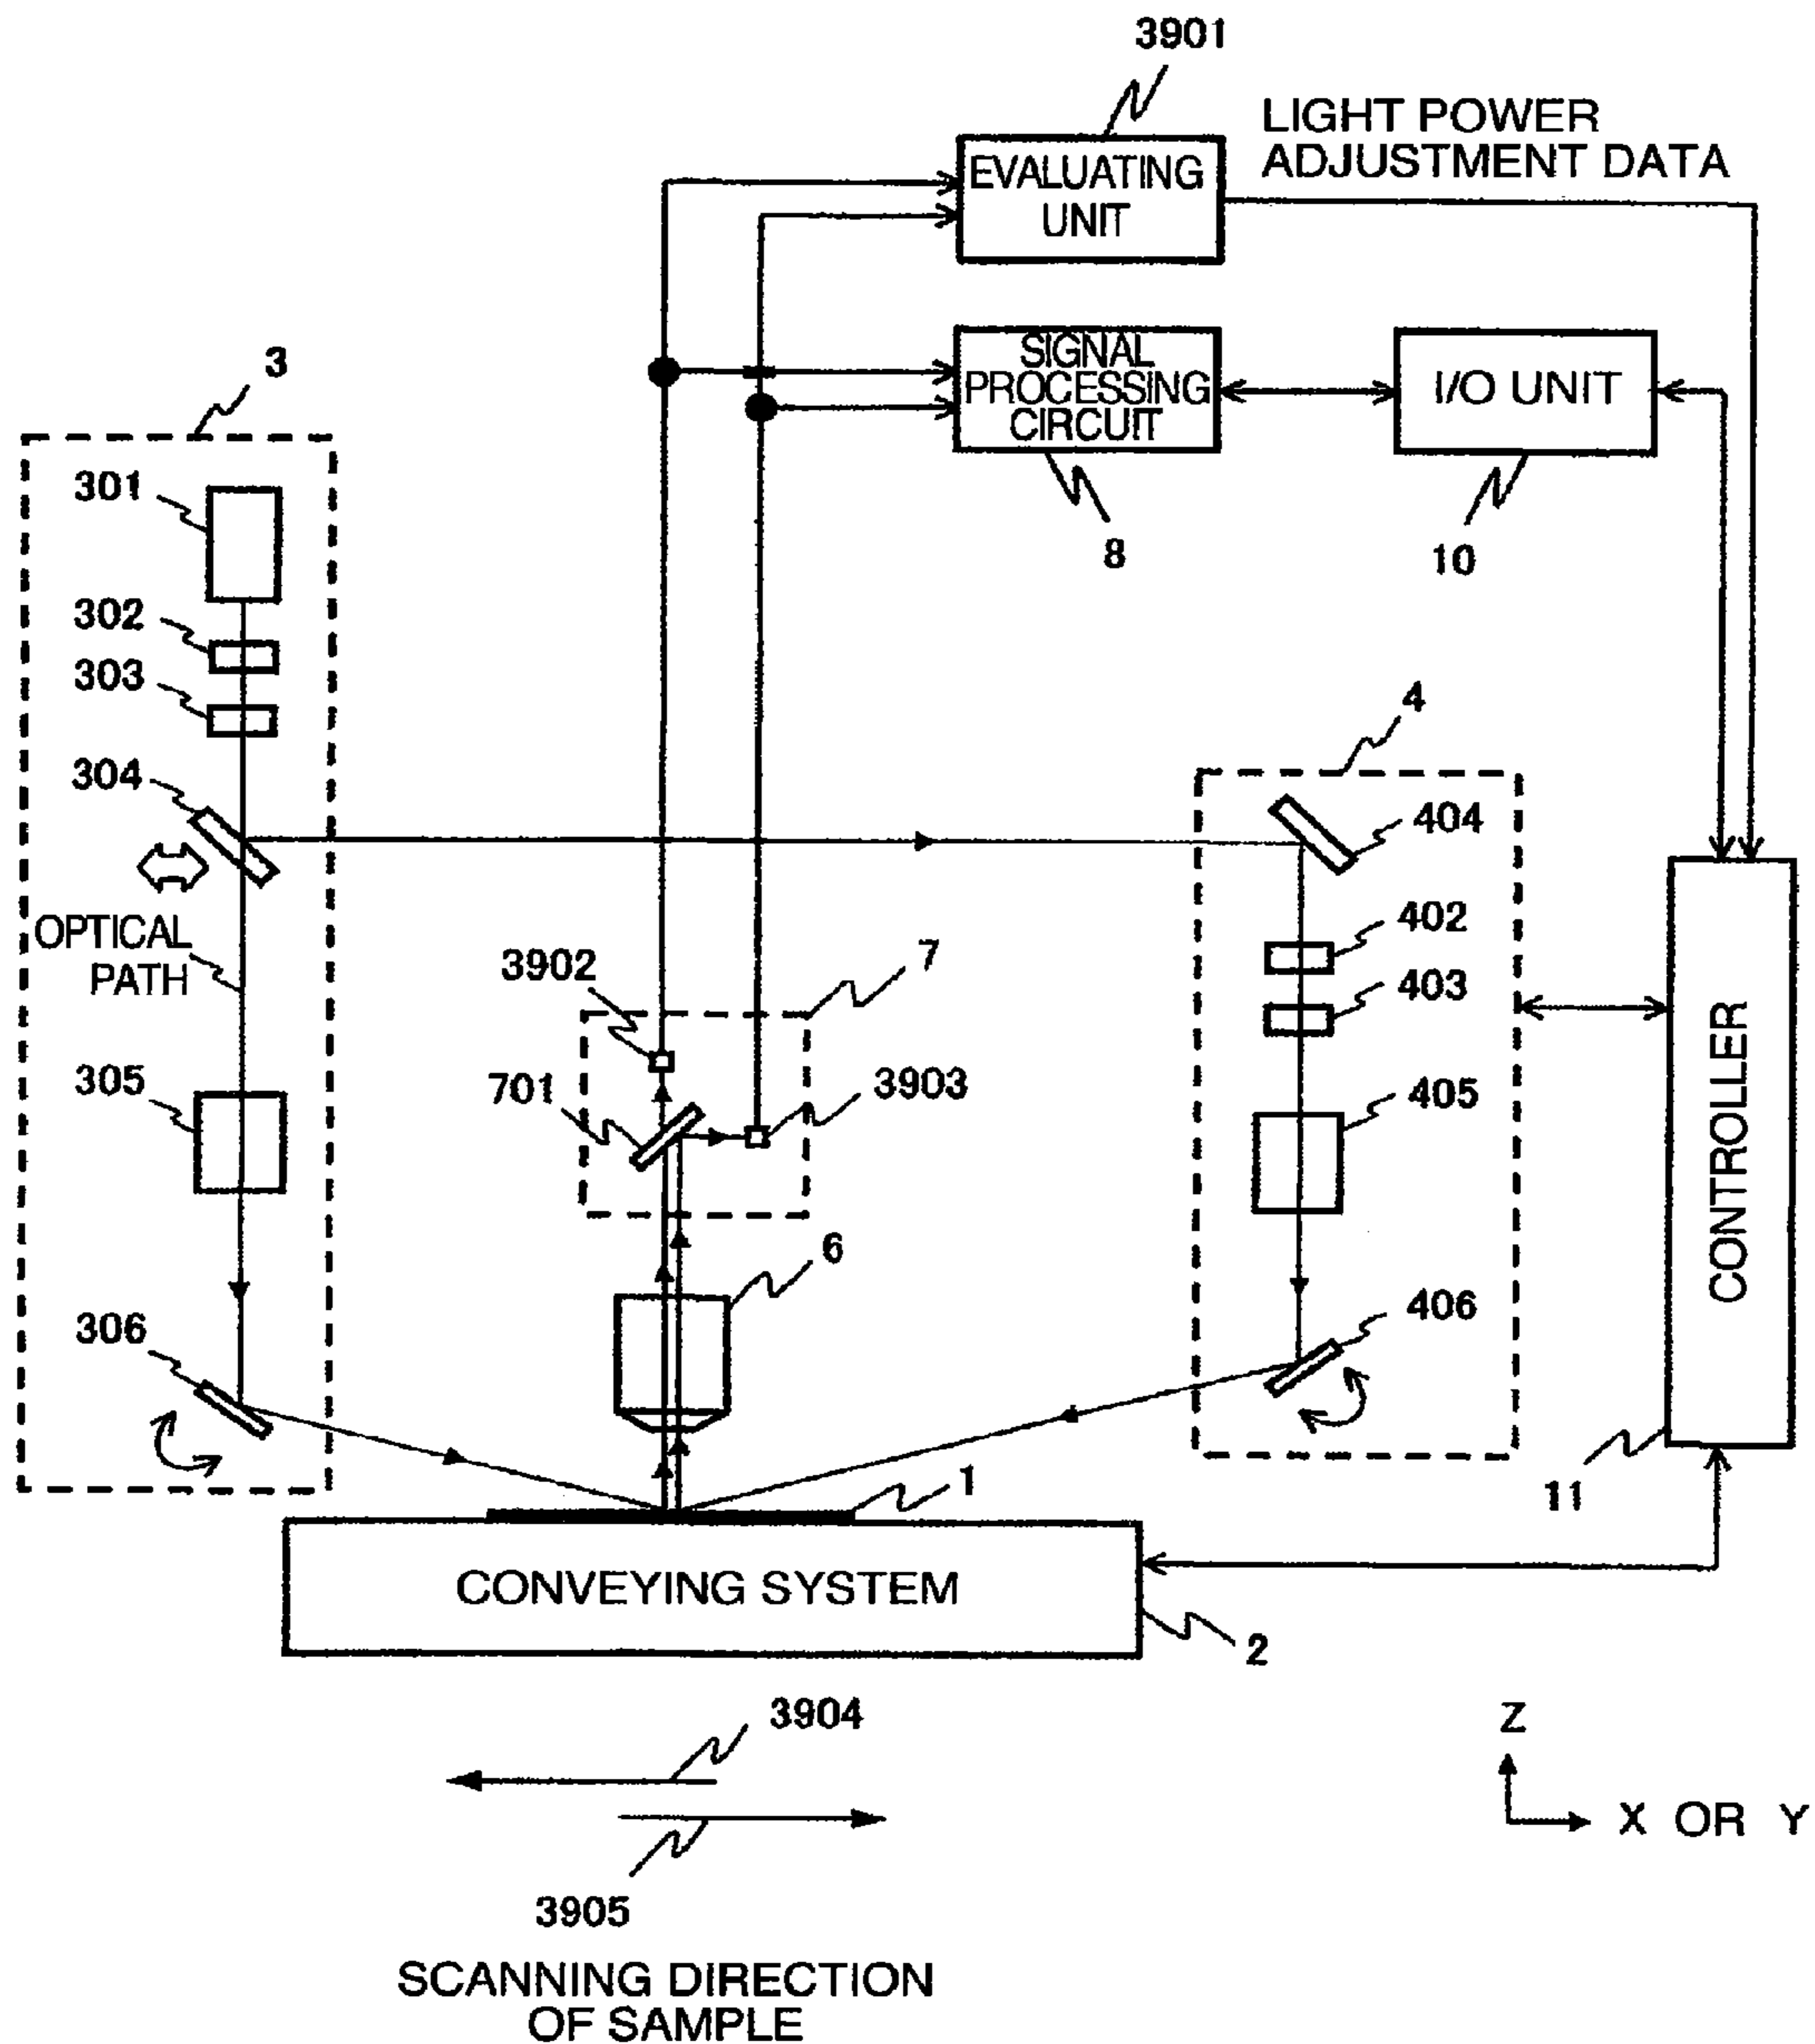 3901
LIGHT POWER
ADJUSTMENT DATA
EVALUATING
UNIT
3
SIGNAL
PROCESSING
CIRCUIT
I/O UNIT
301
8
10
302
303
4
304
404
OPTICAL
PATH
402
3902
7
403
CONTROLLER
305
701
3903
405
6
306
406
1
11
CONVEYING SYSTEM
2
3904
Z
X OR Y
3905
SCANNING DIRECTION
OF SAMPLE